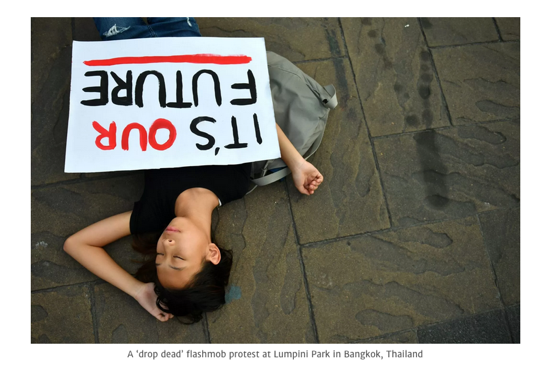 IT'S OUR
FUTURE
A 'drop dead' flashmob protest at Lumpini Park in Bangkok, Thailand